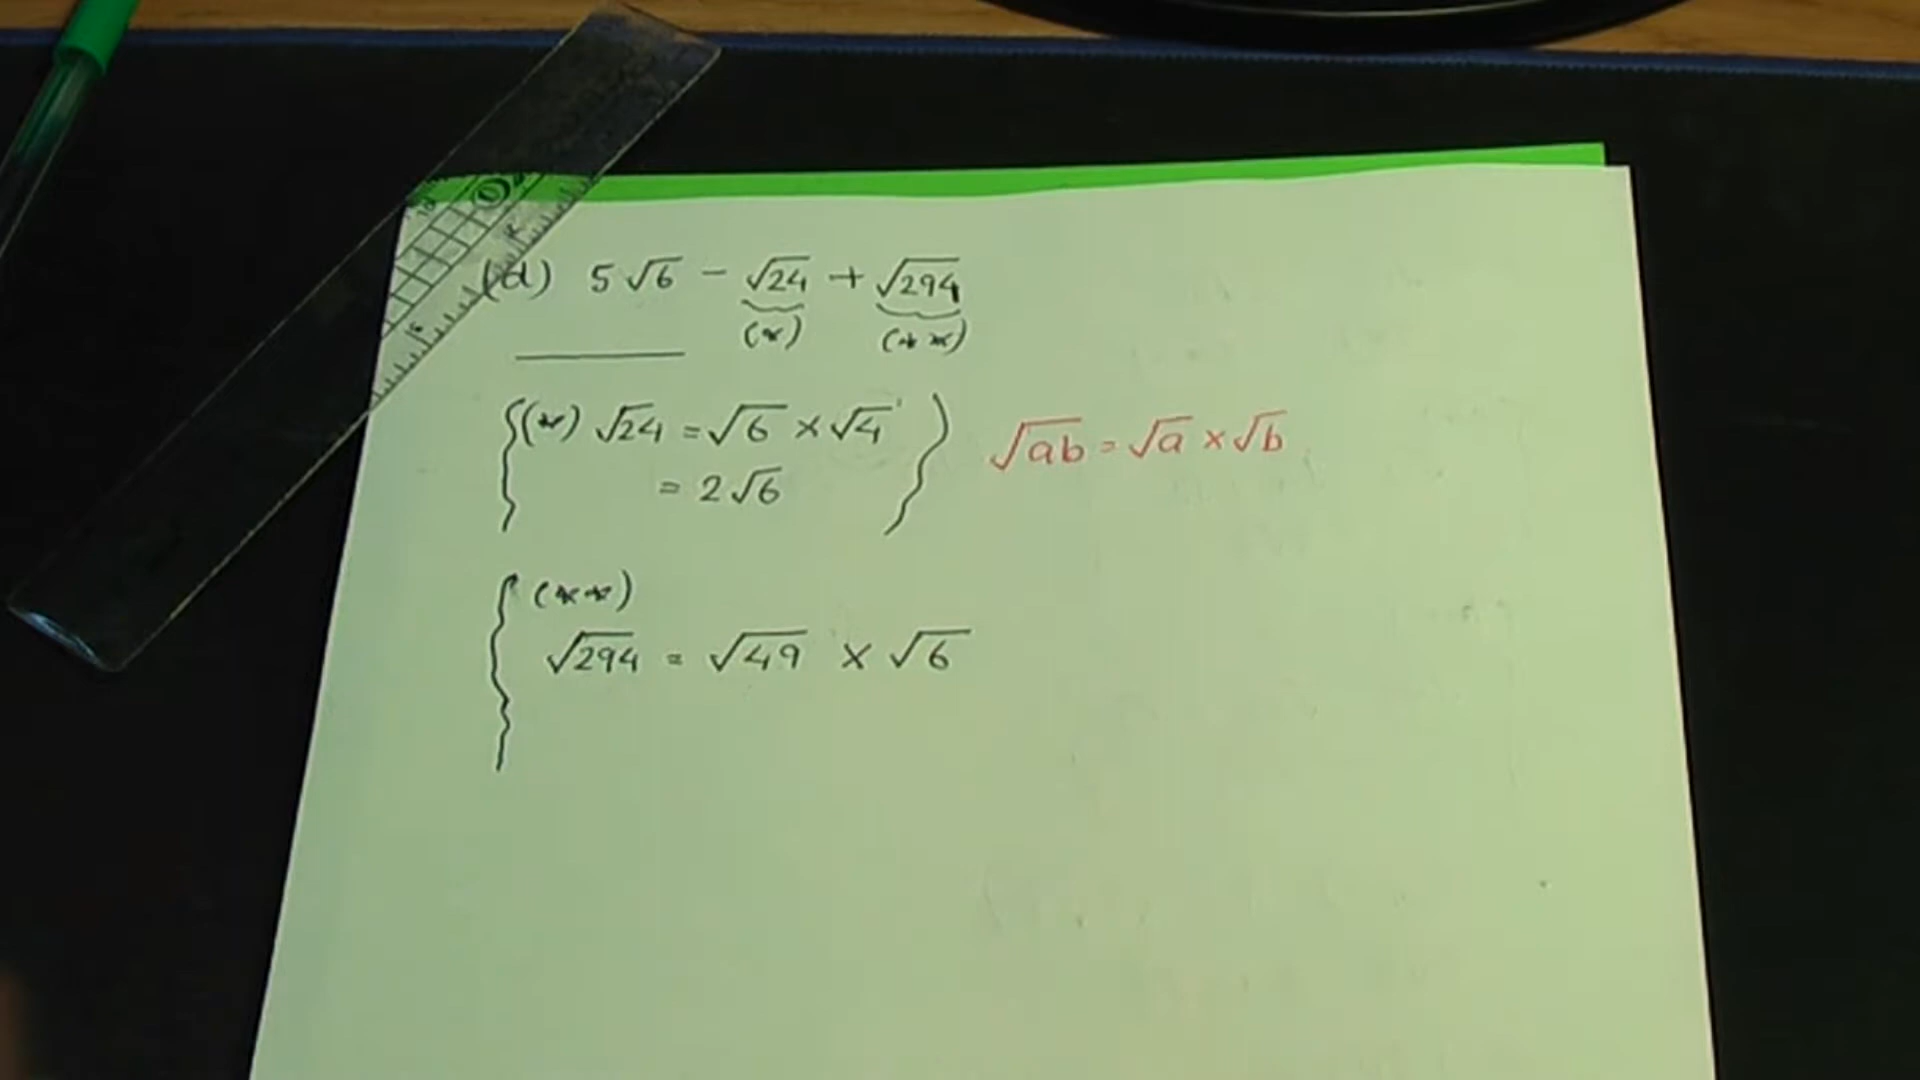 (d) 5√6 - √24 + √294
(*) (**)
(*) √24 = √6 × √4
= 2√6
√ab = √a × √b
(**)
√294 = √49 × √6